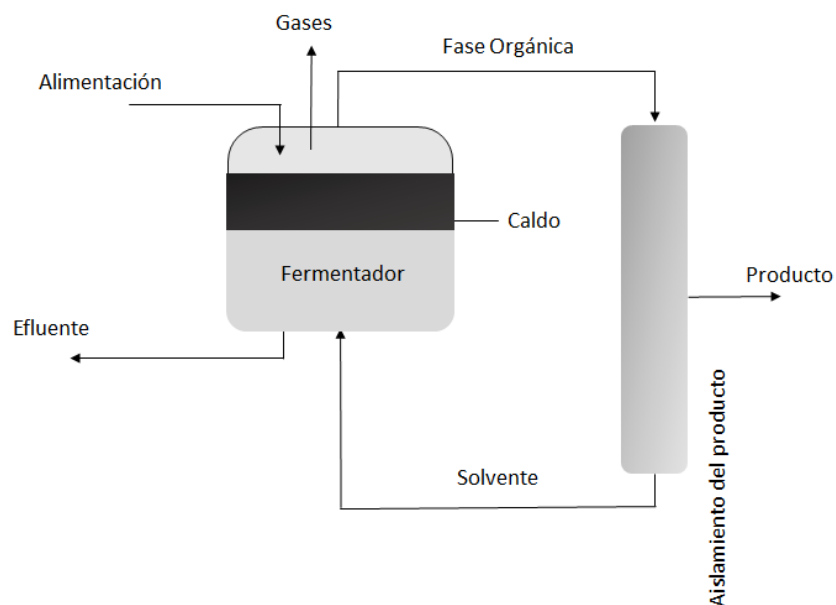 Gases
Fase Orgánica
Alimentación
Caldo
Fermentador
Producto
Efluente
Solvente
Aislamiento del producto